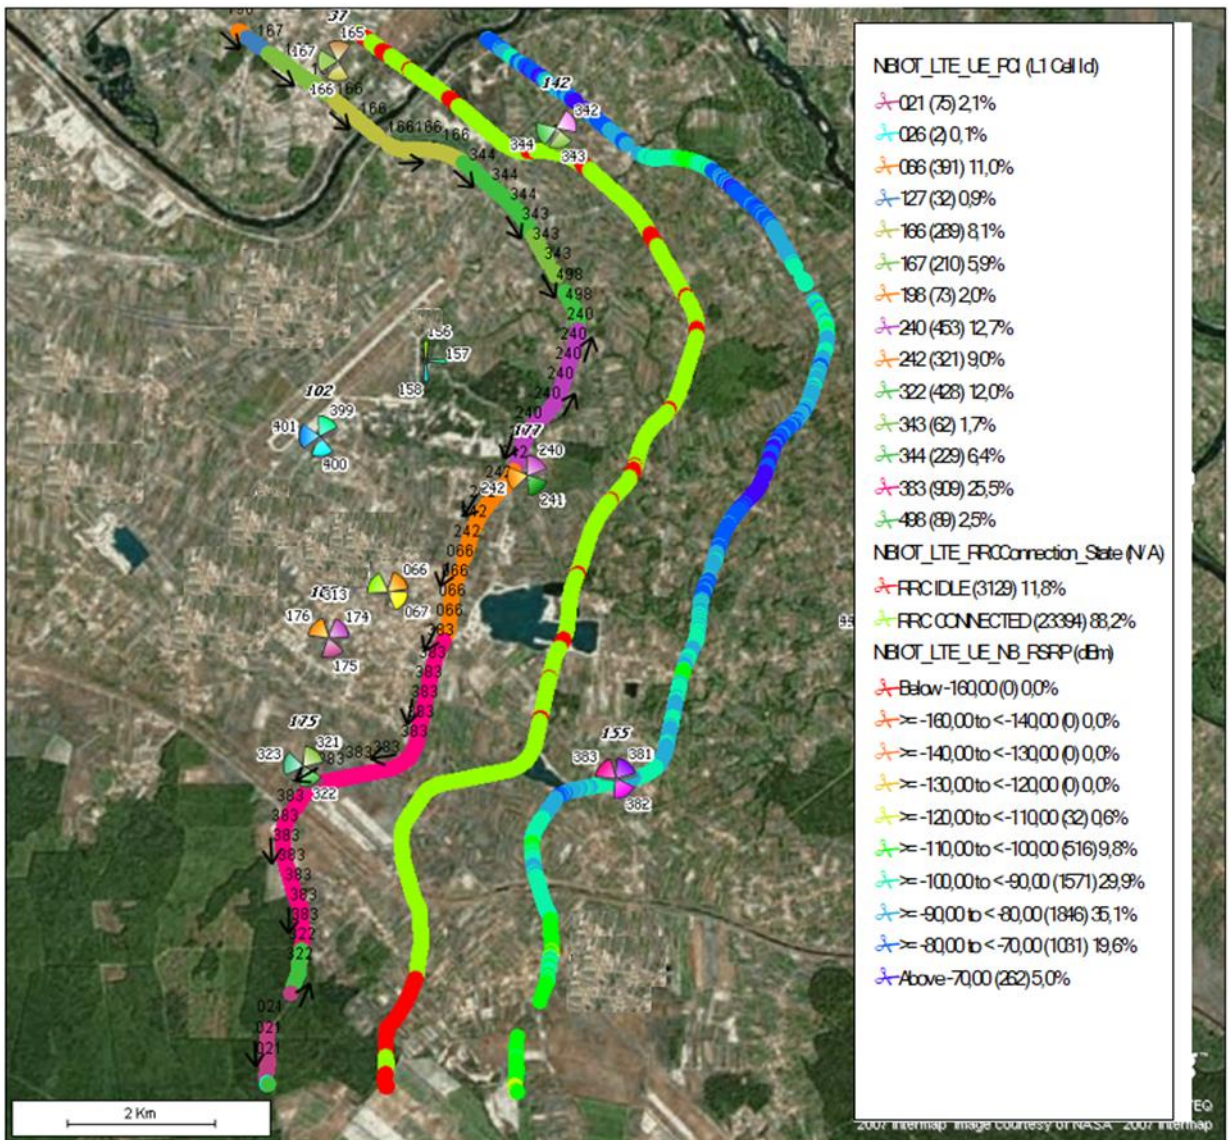 37
167
165
167
166
166
166
166166
166
142
342
344
343
344
344
344
343
343
343
498
498
240
240
240
240
240
240
157
158
102
399
401
400
177
240
242
241
242
066
066
066
066
066
067
313
176
174
175
383
383
383
383
383
175
321
323
383
383
383
322
383
383
383
383
383
383
383
322
322
021
021
021
155
383
381
382
2 Km
NBIOT_LTE_UE_PCI (L1 Cell Id)
021 (75) 2,1%
026 (2) 0,1%
066 (391) 11,0%
127 (32) 0,9%
166 (289) 8,1%
167 (210) 5,9%
198 (73) 2,0%
240 (453) 12,7%
242 (321) 9,0%
322 (428) 12,0%
343 (62) 1,7%
344 (229) 6,4%
383 (909) 25,5%
498 (89) 2,5%
NBIOT_LTE_RRCConnection_State (N/A)
RRC IDLE (3129) 11,8%
RRC CONNECTED (23394) 88,2%
NBIOT_LTE_UE_NB_RSRP (dBm)
Below -160,00 (0) 0,0%
>= -160,00 to < -140,00 (0) 0,0%
>= -140,00 to < -130,00 (0) 0,0%
>= -130,00 to < -120,00 (0) 0,0%
>= -120,00 to < -110,00 (32) 0,6%
>= -110,00 to < -100,00 (516) 9,8%
>= -100,00 to < -90,00 (1571) 29,9%
>= -90,00 to < -80,00 (1846) 35,1%
>= -80,00 to < -70,00 (1031) 19,6%
Above -70,00 (262) 5,0%
2007 Intermap Image courtesy of NASA 2007 Intermap